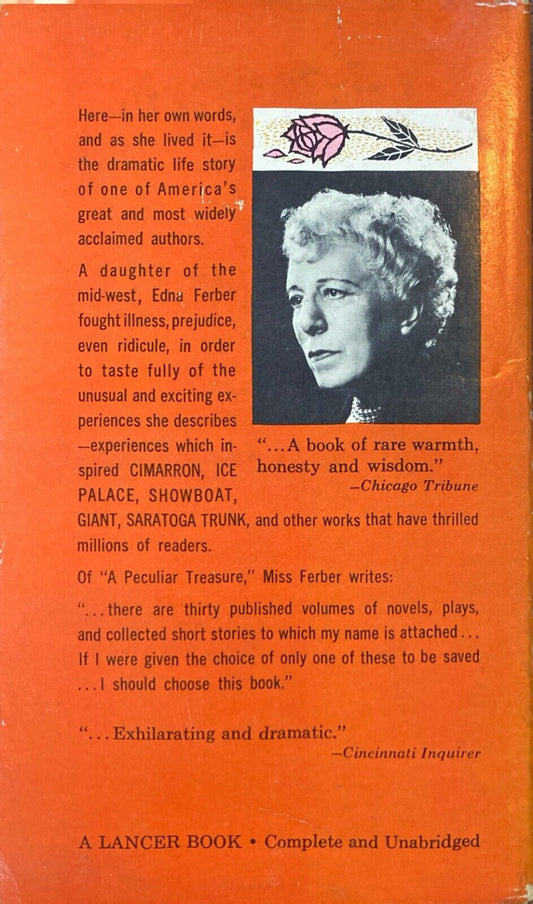 Here—in her own words,
and as she lived it—is
the dramatic life story
of one of America's
great and most widely
acclaimed authors.
A daughter of the
mid-west, Edna Ferber
fought illness, prejudice,
even ridicule, in order
to taste fully of the
unusual and exciting ex-
periences she describes
—experiences which in-
spired CIMARRON, ICE
PALACE, SHOWBOAT,
GIANT, SARATOGA TRUNK, and other works that have thrilled
millions of readers.
"...A book of rare warmth,
honesty and wisdom."
—Chicago Tribune
Of "A Peculiar Treasure," Miss Ferber writes:
"...there are thirty published volumes of novels, plays,
and collected short stories to which my name is attached...
If I were given the choice of only one of these to be saved
...I should choose this book."
"...Exhilarating and dramatic."
—Cincinnati Inquirer
A LANCER BOOK • Complete and Unabridged